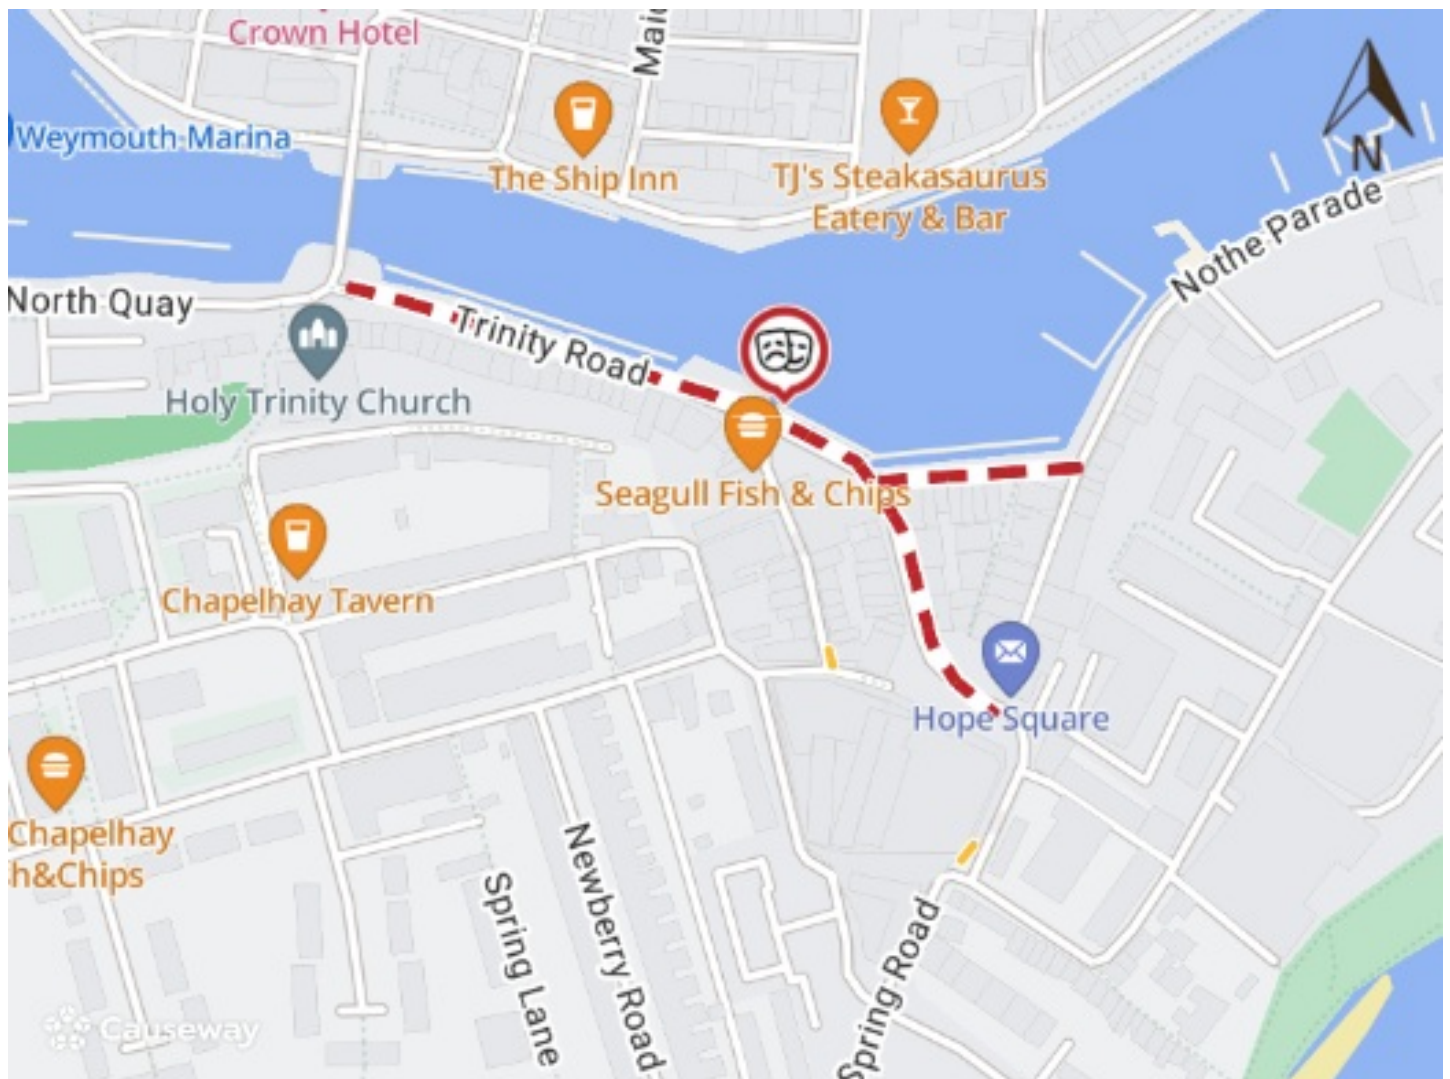 Crown Hotel
Weymouth Marina
The Ship Inn
TJ's Steakasaurus
Eatery & Bar
N
Nothe Parade
North Quay
Trinity Road
Holy Trinity Church
Seagull Fish & Chips
Chapelhay Tavern
Hope Square
Chapelhay
h&Chips
Newberry Road
Spring Lane
Spring Road
Causeway